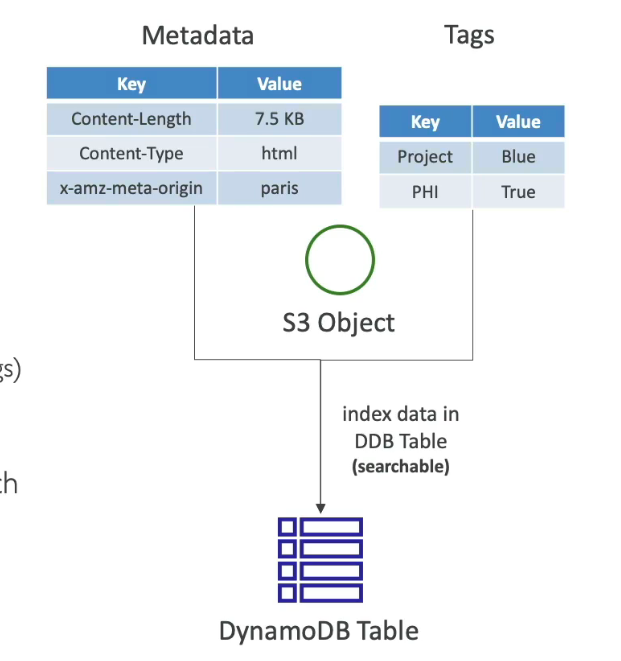 Metadata
Tags
Key Value
Content-Length 7.5 KB
Content-Type html
x-amz-meta-origin paris
Key Value
Project Blue
PHI True
S3 Object
gs)
index data in
DDB Table
(searchable)
ch
DynamoDB Table